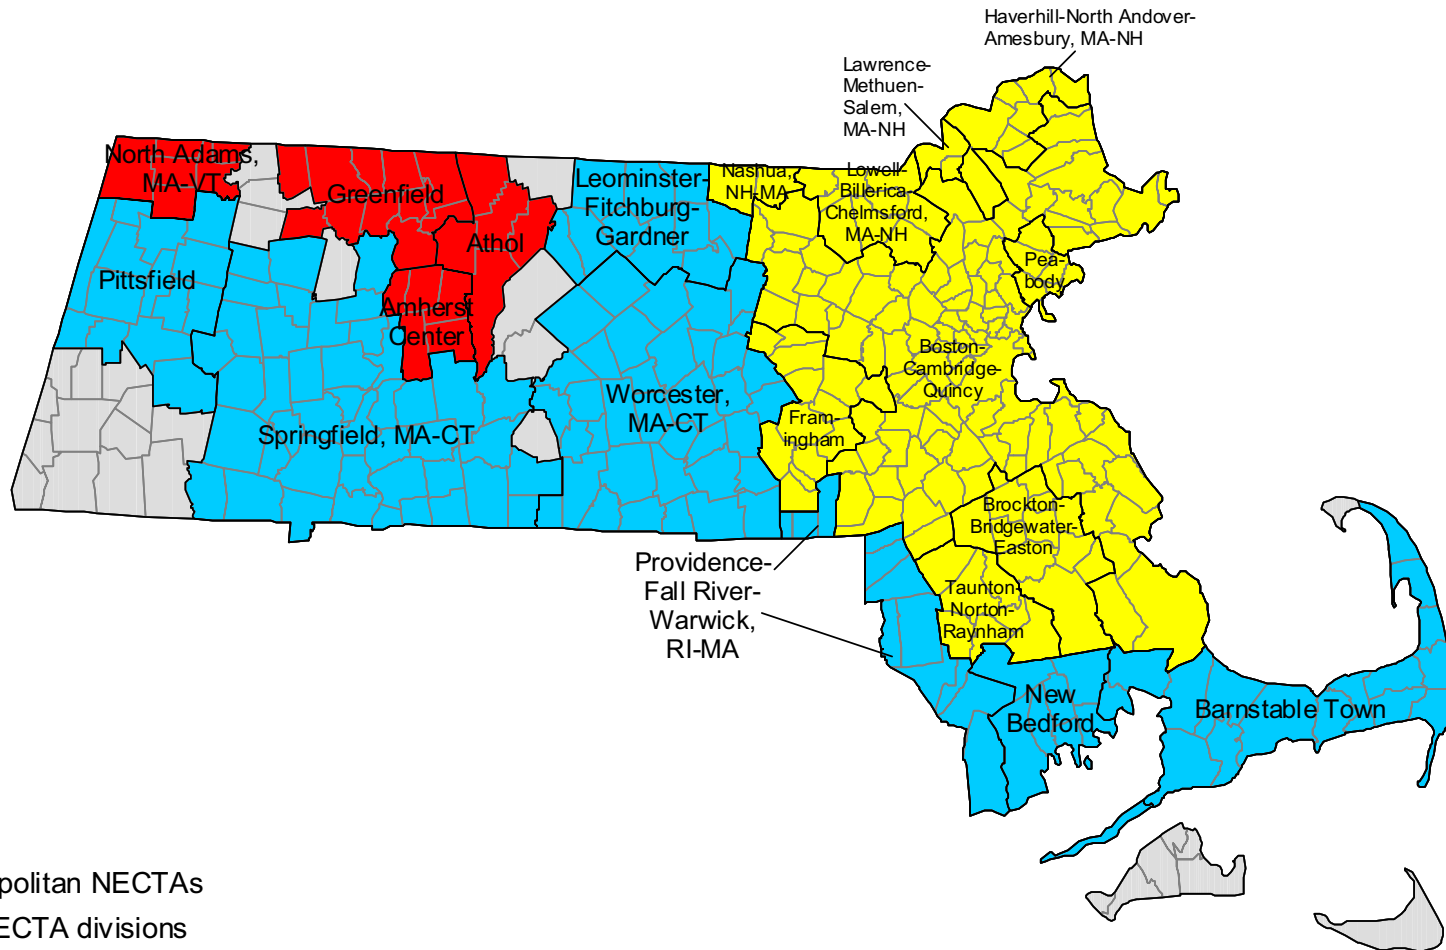 Haverhill-North Andover-
Amesbury, MA-NH
Lawrence-
Methuen-
Salem,
MA-NH
North Adams,
MA-VT
Greenfield
Leominster-
Fitchburg-
Gardner
Nashua,
NH-MA
Lowell-
Billerica-
Chelmsford,
MA-NH
Athol
Pittsfield
Pea-
body
Amherst
Center
Boston-
Cambridge-
Quincy
Worcester,
MA-CT
Fram-
ingham
Springfield, MA-CT
Brockton-
Bridgewater-
Easton
Providence-
Fall River-
Warwick,
RI-MA
Taunton-
Norton-
Raynham
New
Bedford
Barnstable Town
politan NECTAs
ECTA divisions